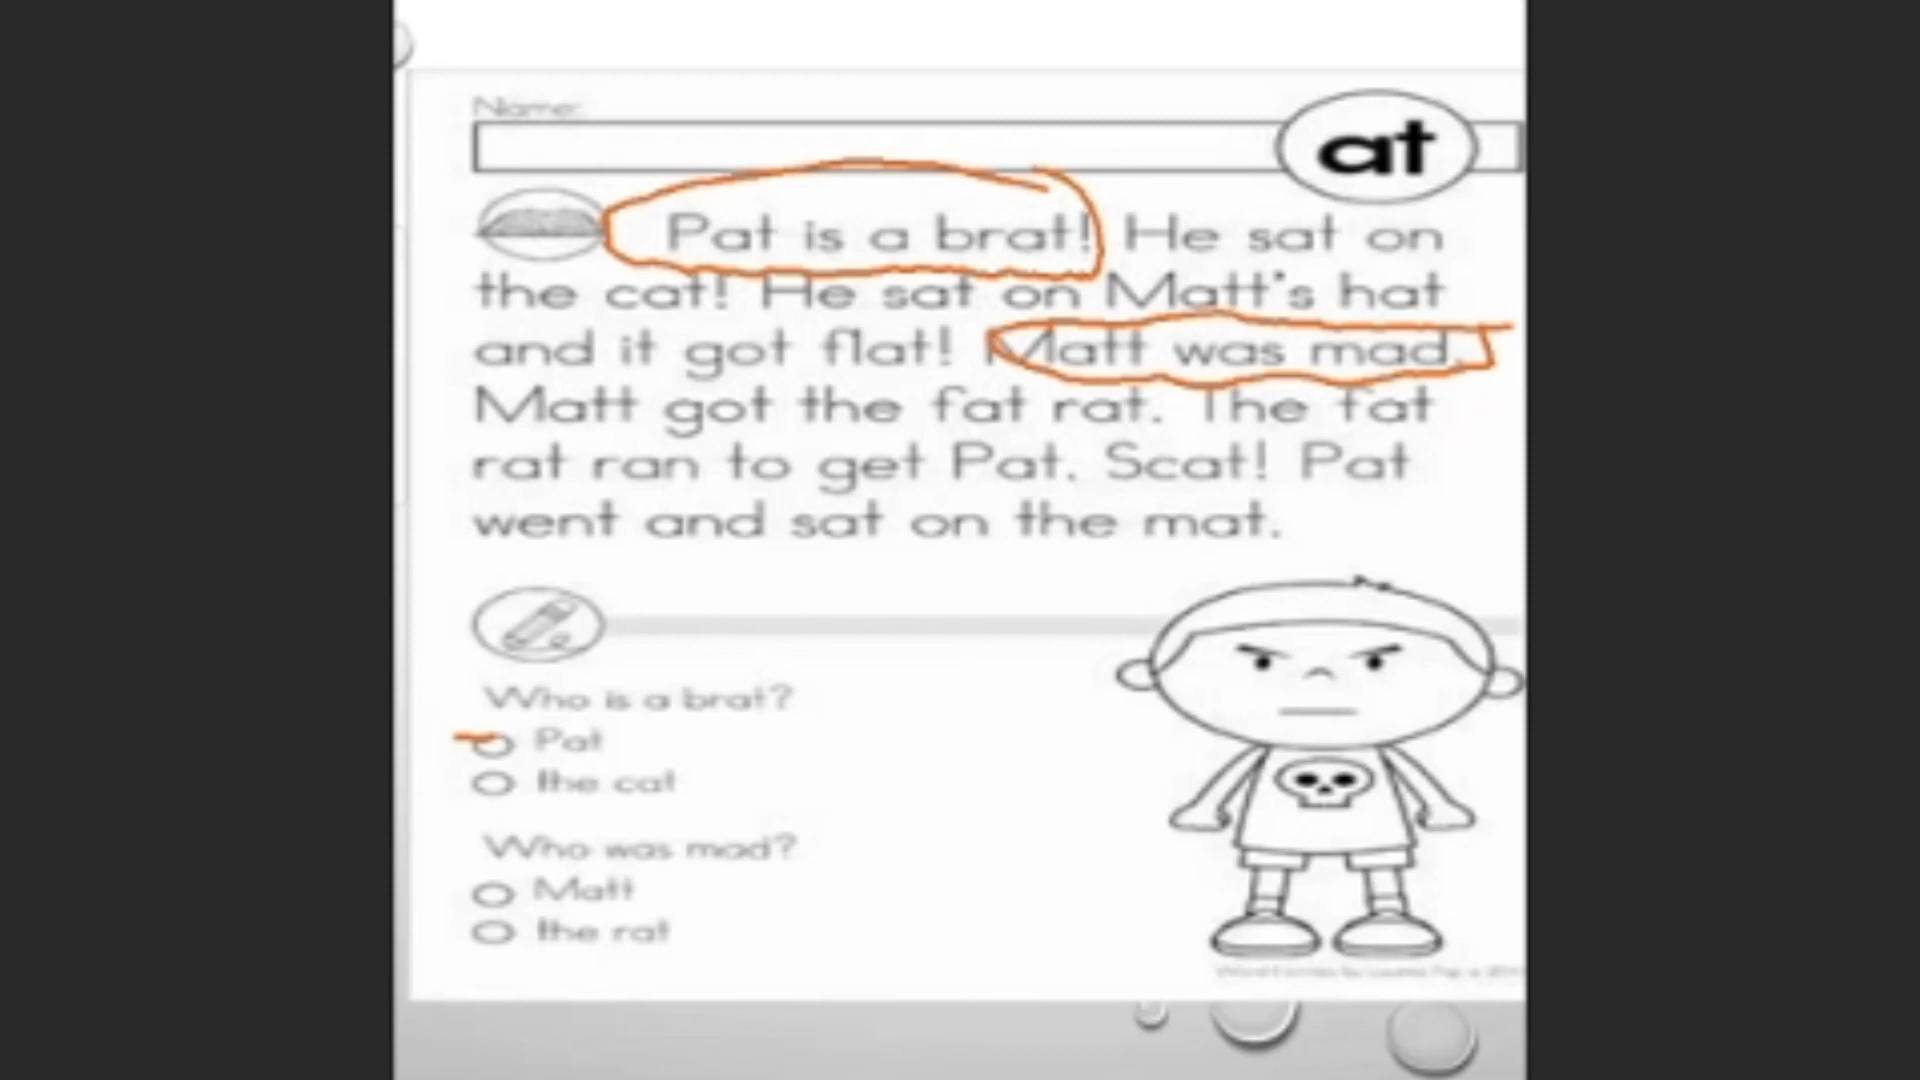 Name:
at
Pat is a brat! He sat on
the cat! He sat on Matt's hat
and it got flat! Matt was mad.
Matt got the fat rat. The fat
rat ran to get Pat. Scat! Pat
went and sat on the mat.
Who is a brat?
Pat
the cat
Who was mad?
Matt
the rat